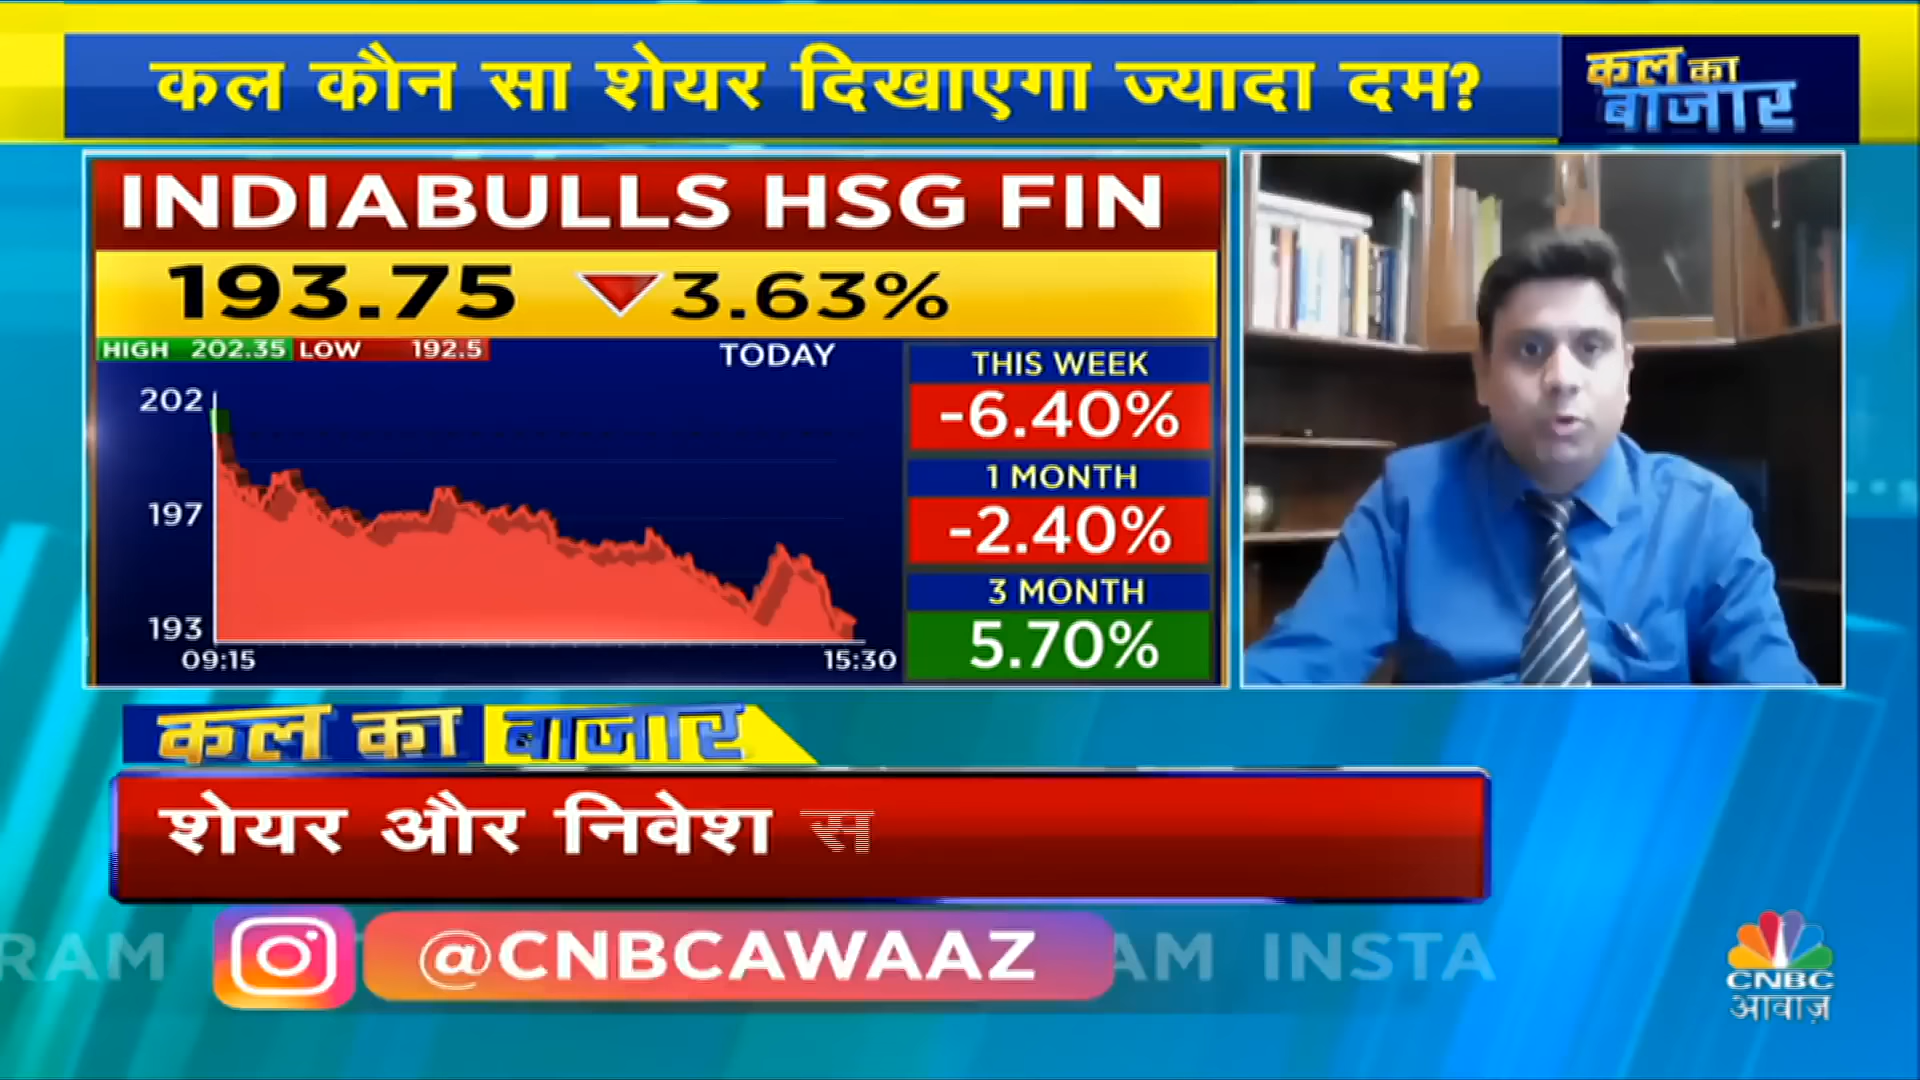 कल कौन सा शेयर दिखाएगा ज्यादा दम?
कल का
बाजार
INDIABULLS HSG FIN
193.75 3.63%
HIGH 202.35 LOW 192.5
TODAY
202
197
193
09:15 15:30
THIS WEEK
-6.40%
1 MONTH
-2.40%
3 MONTH
5.70%
कल का बाजार
शेयर और निवेश स
RAM @CNBCAWAAZ AM INSTA
CNBC
आवाज़